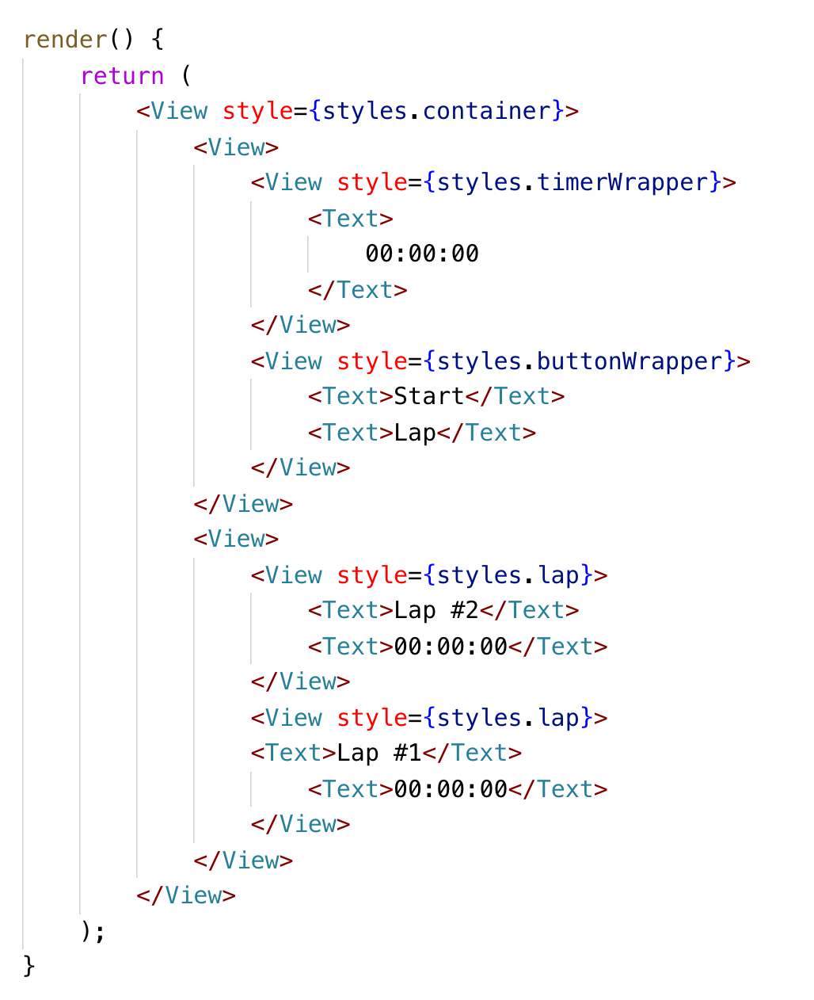 render() {
    return (
        <View style={styles.container}>
            <View>
                <View style={styles.timerWrapper}>
                    <Text>
                        00:00:00
                    </Text>
                </View>
                <View style={styles.buttonWrapper}>
                    <Text>Start</Text>
                    <Text>Lap</Text>
                </View>
            </View>
            <View>
                <View style={styles.lap}>
                    <Text>Lap #2</Text>
                    <Text>00:00:00</Text>
                </View>
                <View style={styles.lap}>
                <Text>Lap #1</Text>
                    <Text>00:00:00</Text>
                </View>
            </View>
        </View>
    );
}